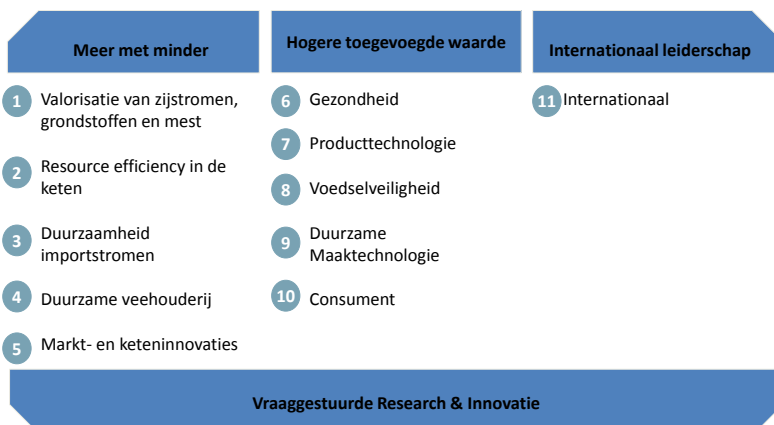 Meer met minder
1 Valorisatie van zijstromen,
grondstoffen en mest
2 Resource efficiency in de
keten
3 Duurzaamheid
importstromen
4 Duurzame veehouderij
5 Markt- en keteninnovaties
Hogere toegevoegde waarde
6 Gezondheid
7 Producttechnologie
8 Voedselveiligheid
9 Duurzame
Maaktechnologie
10 Consument
Internationaal leiderschap
11 Internationaal
Vraaggestuurde Research & Innovatie